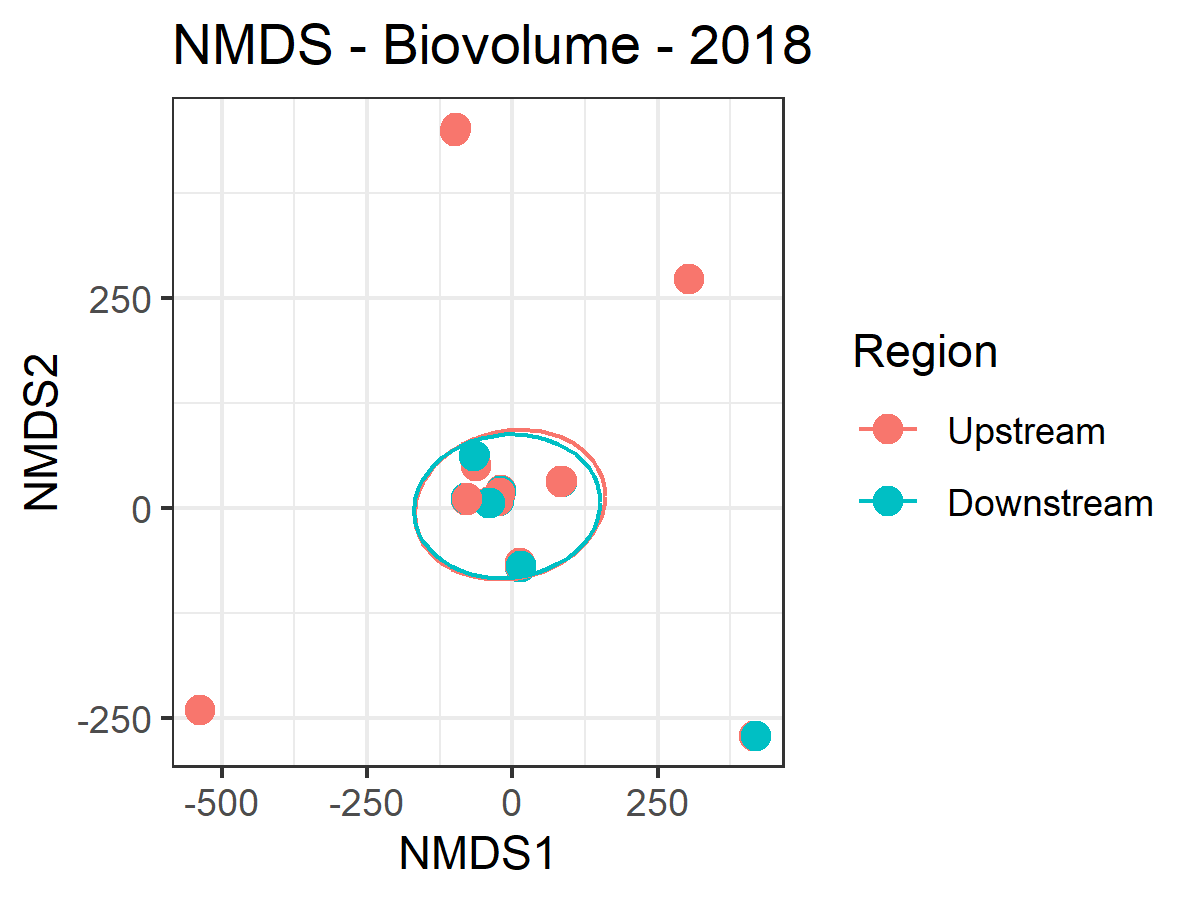 NMDS - Biovolume - 2018
NMDS2
250
0
-250
-500
-250
0
250
NMDS1
Region
Upstream
Downstream